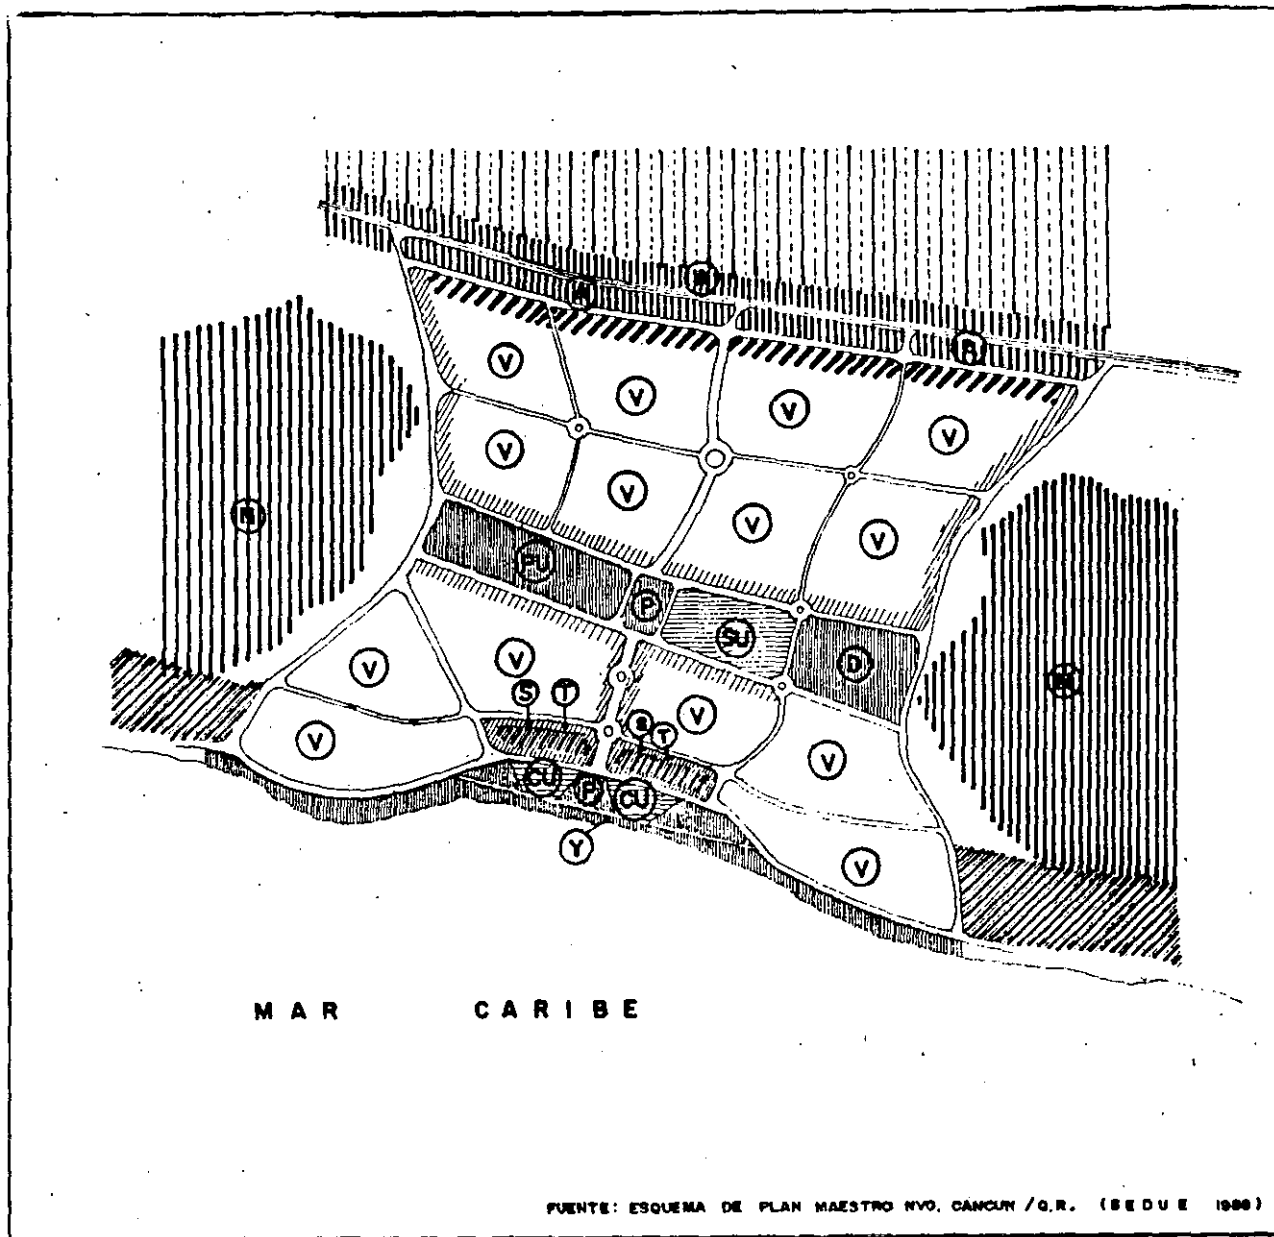 V
V
V
V
V
V
V
V
PU
P
SU
D
V
V
S
T
V
S
T
V
V
CU
P
CU
Y
V
MAR CARIBE
FUENTE: ESQUEMA DE PLAN MAESTRO NVO. CANCUN / Q.R. (SEDUE